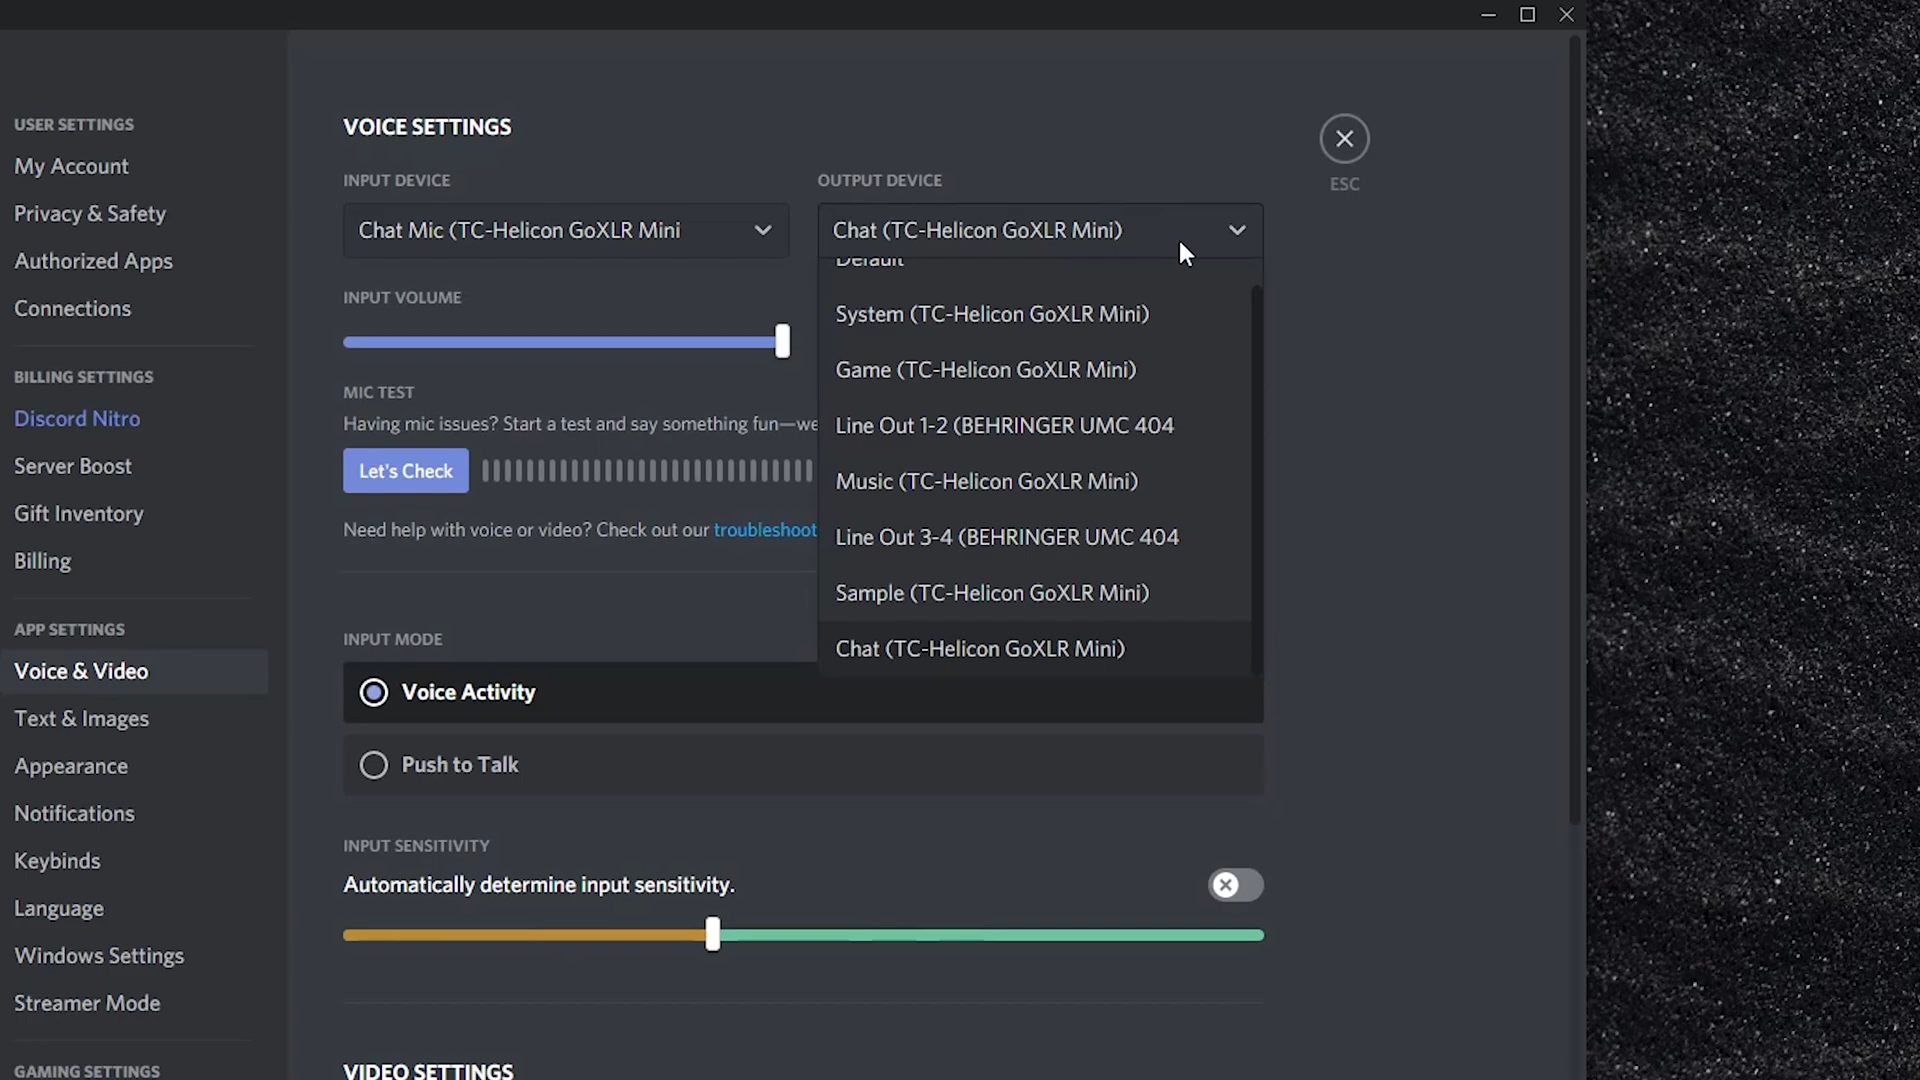 USER SETTINGS
My Account
Privacy & Safety
Authorized Apps
Connections
BILLING SETTINGS
Discord Nitro
Server Boost
Gift Inventory
Billing
APP SETTINGS
Voice & Video
Text & Images
Appearance
Notifications
Keybinds
Language
Windows Settings
Streamer Mode
GAMING SETTINGS
VOICE SETTINGS
INPUT DEVICE
Chat Mic (TC-Helicon GoXLR Mini
INPUT VOLUME
MIC TEST
Having mic issues? Start a test and say something fun—we
Let's Check
Need help with voice or video? Check out our troubleshoot
OUTPUT DEVICE
Chat (TC-Helicon GoXLR Mini)
Default
System (TC-Helicon GoXLR Mini)
Game (TC-Helicon GoXLR Mini)
Line Out 1-2 (BEHRINGER UMC 404
Music (TC-Helicon GoXLR Mini)
Line Out 3-4 (BEHRINGER UMC 404
Sample (TC-Helicon GoXLR Mini)
Chat (TC-Helicon GoXLR Mini)
ESC
INPUT MODE
Voice Activity
Push to Talk
INPUT SENSITIVITY
Automatically determine input sensitivity.
VIDEO SETTINGS